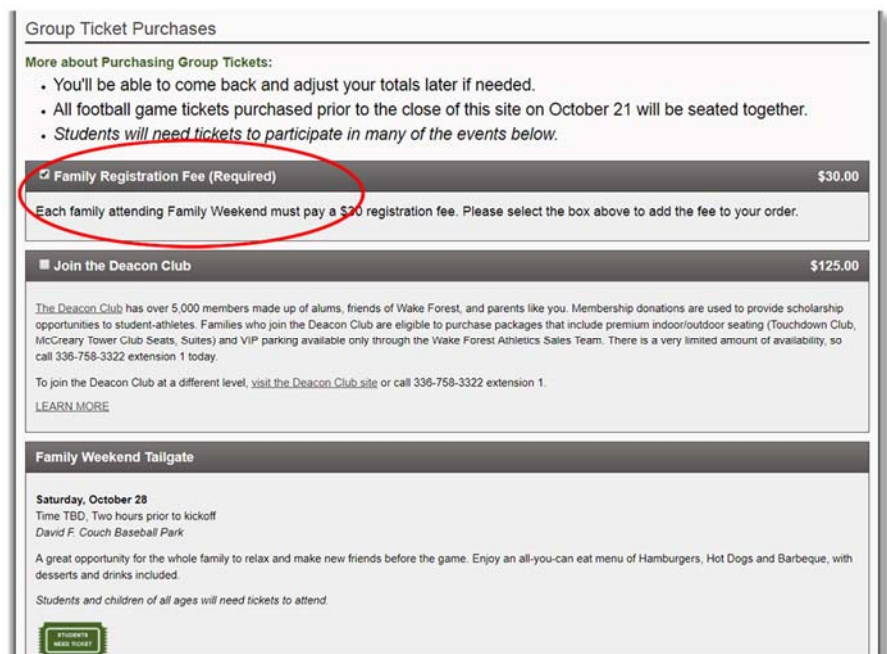 Group Ticket Purchases
More about Purchasing Group Tickets:
• You'll be able to come back and adjust your totals later if needed.
• All football game tickets purchased prior to the close of this site on October 21 will be seated together.
• Students will need tickets to participate in many of the events below.
Family Registration Fee (Required) $30.00
Each family attending Family Weekend must pay a $30 registration fee. Please select the box above to add the fee to your order.
Join the Deacon Club $125.00
The Deacon Club has over 5,000 members made up of alums, friends of Wake Forest, and parents like you. Membership donations are used to provide scholarship
opportunities to student-athletes. Families who join the Deacon Club are eligible to purchase packages that include premium indoor/outdoor seating (Touchdown Club,
McCreary Tower Club Seats, Suites) and VIP parking available only through the Wake Forest Athletics Sales Team. There is a very limited amount of availability, so
call 336-758-3322 extension 1 today.
To join the Deacon Club at a different level, visit the Deacon Club site or call 336-758-3322 extension 1.
LEARN MORE
Family Weekend Tailgate
Saturday, October 28
Time TBD, Two hours prior to kickoff
David F. Couch Baseball Park
A great opportunity for the whole family to relax and make new friends before the game. Enjoy an all-you-can eat menu of Hamburgers, Hot Dogs and Barbeque, with
desserts and drinks included.
Students and children of all ages will need tickets to attend.
STUDENTS
NEED TICKET